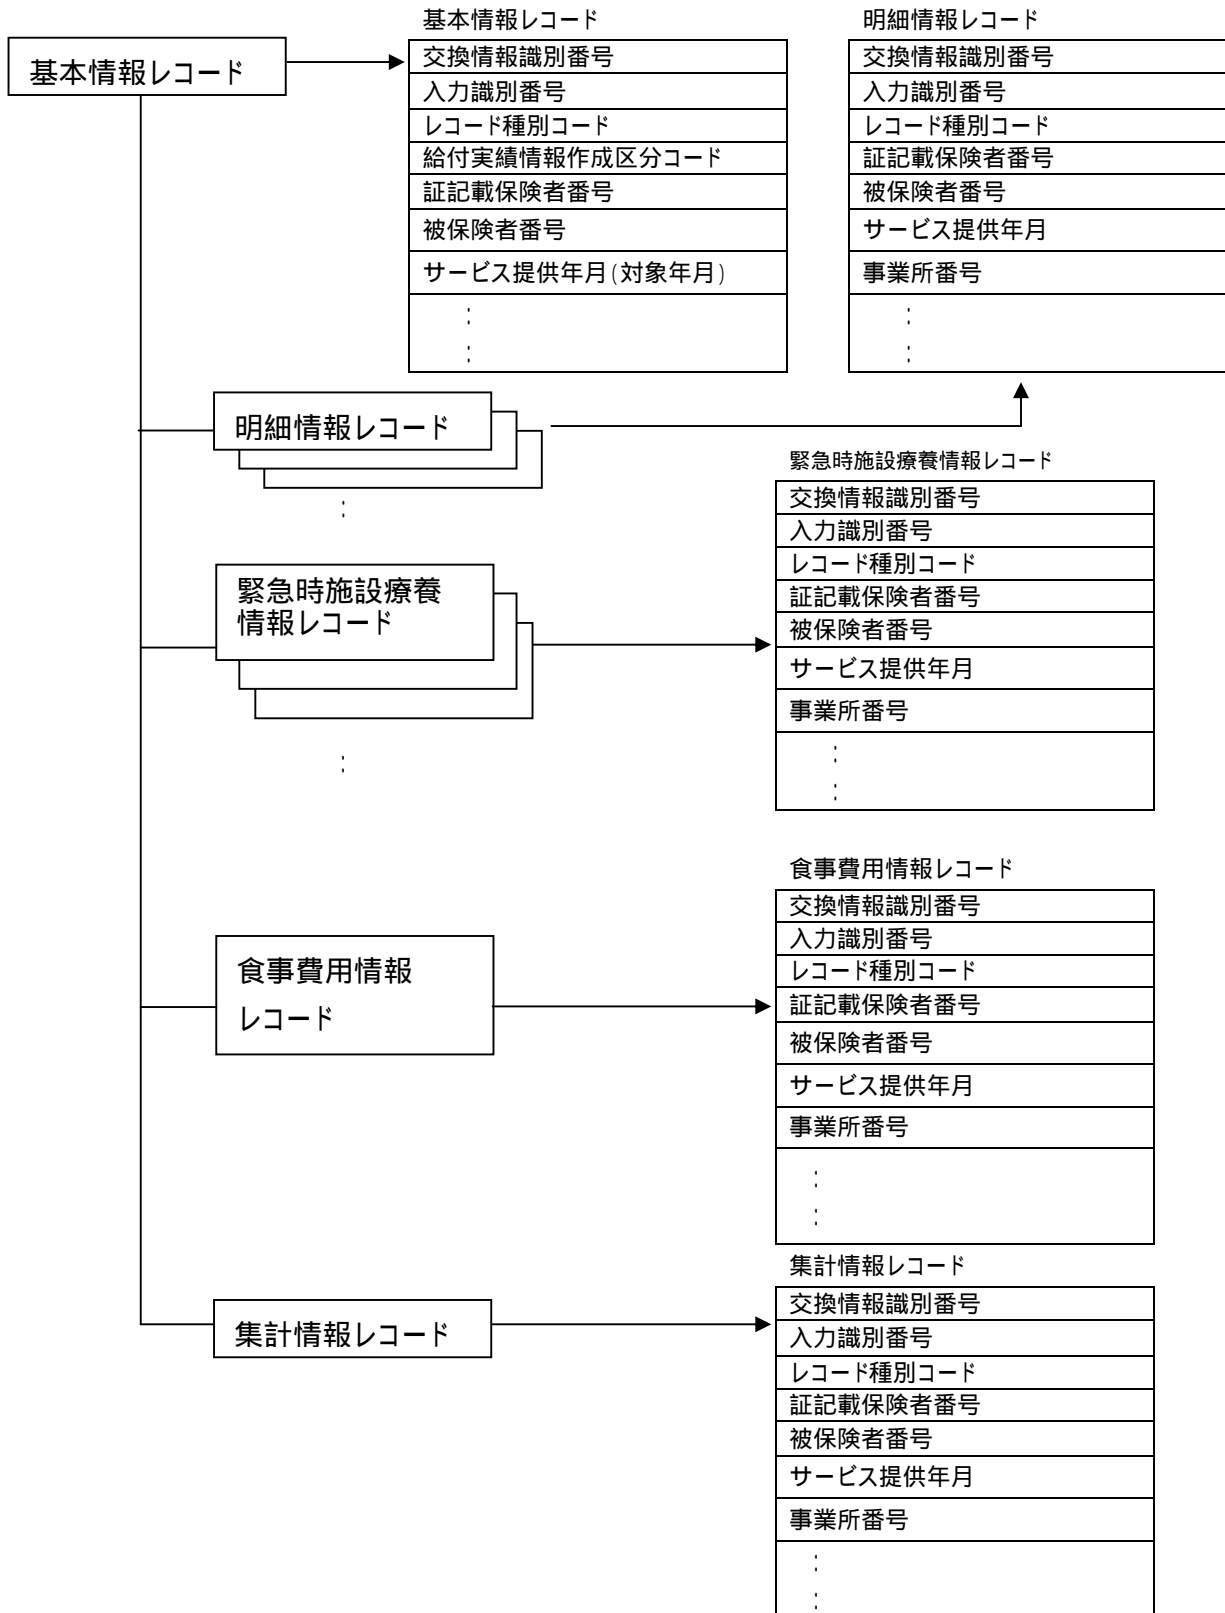 基本情報レコード
基本情報レコード
交換情報識別番号
入力識別番号
レコード種別コード
給付実績情報作成区分コード
証記載保険者番号
被保険者番号
サービス提供年月(対象年月)
:
:
明細情報レコード
交換情報識別番号
入力識別番号
レコード種別コード
証記載保険者番号
被保険者番号
サービス提供年月
事業所番号
:
:
明細情報レコード
:
緊急時施設療養情報レコード
交換情報識別番号
入力識別番号
レコード種別コード
証記載保険者番号
被保険者番号
サービス提供年月
事業所番号
:
:
緊急時施設療養
情報レコード
:
食事費用情報レコード
交換情報識別番号
入力識別番号
レコード種別コード
証記載保険者番号
被保険者番号
サービス提供年月
事業所番号
:
:
食事費用情報
レコード
集計情報レコード
交換情報識別番号
入力識別番号
レコード種別コード
証記載保険者番号
被保険者番号
サービス提供年月
事業所番号
:
:
集計情報レコード